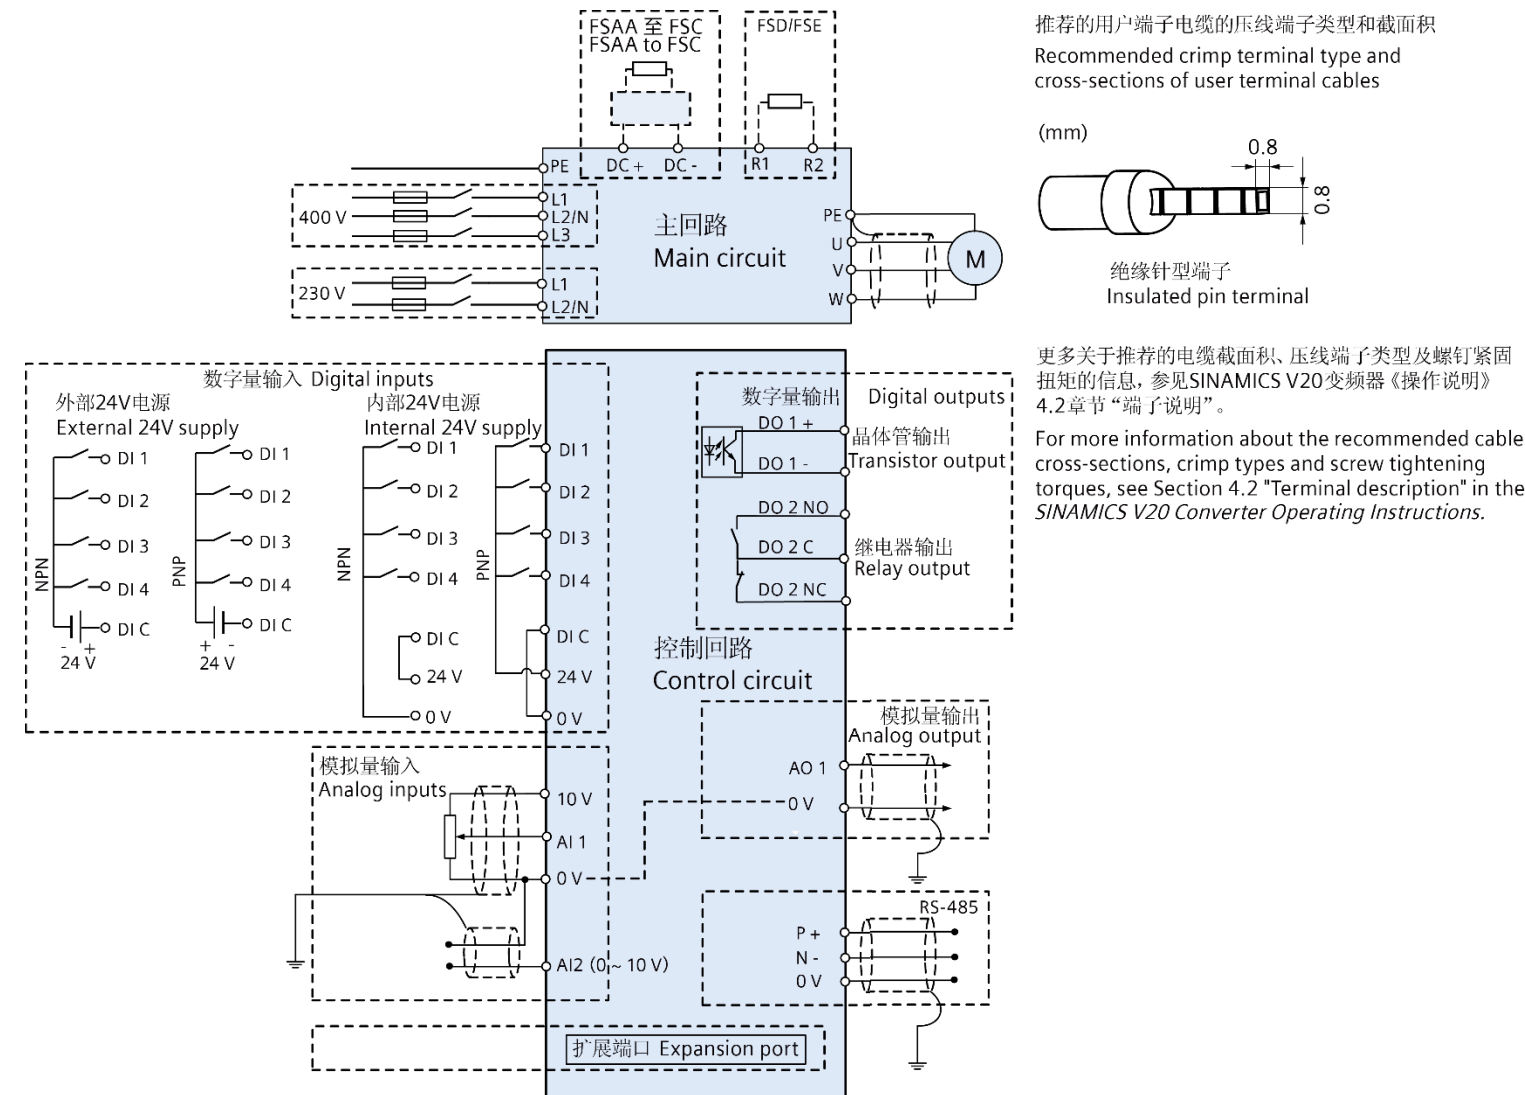 FSAA 至 FSC
FSAA to FSC
FSD/FSE
PE
DC +
DC -
R1
R2
400 V
L1
L2/N
L3
230 V
L1
L2/N
主回路
Main circuit
PE
U
V
W
M
推荐的用户端子电缆的压线端子类型和截面积
Recommended crimp terminal type and
cross-sections of user terminal cables
(mm)
0.8
0.8
绝缘针型端子
Insulated pin terminal
更多关于推荐的电缆截面积、压线端子类型及螺钉紧固
扭矩的信息，参见SINAMICS V20变频器《操作说明》
4.2章节“端子说明”。
For more information about the recommended cable
cross-sections, crimp types and screw tightening
torques, see Section 4.2 "Terminal description" in the
SINAMICS V20 Converter Operating Instructions.
数字量输入 Digital inputs
外部24V电源
External 24V supply
NPN
DI 1
DI 2
DI 3
DI 4
DI C
- +
24 V
PNP
DI 1
DI 2
DI 3
DI 4
DI C
+ -
24 V
内部24V电源
Internal 24V supply
NPN
DI 1
DI 2
DI 3
DI 4
DI C
24 V
0 V
PNP
DI 1
DI 2
DI 3
DI 4
DI C
24 V
0 V
数字量输出 Digital outputs
DO 1 +
DO 1 -
晶体管输出
Transistor output
DO 2 NO
DO 2 C
DO 2 NC
继电器输出
Relay output
控制回路
Control circuit
模拟量输入
Analog inputs
10 V
AI 1
0 V
AI2 (0 ~ 10 V)
模拟量输出
Analog output
AO 1
0 V
RS-485
P +
N -
0 V
扩展端口 Expansion port